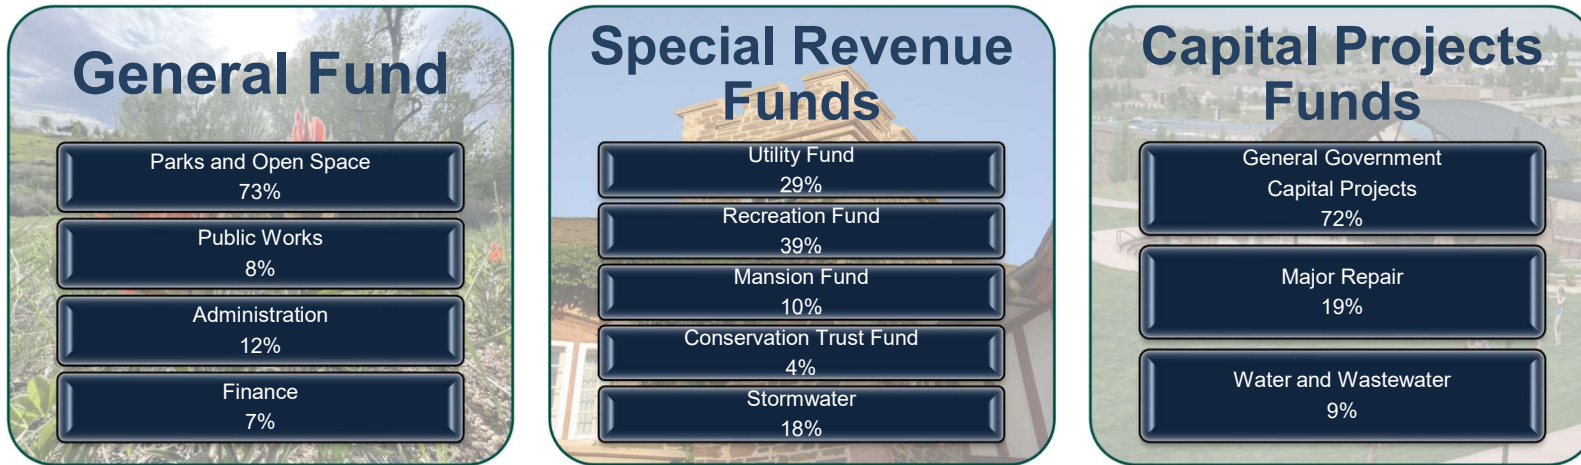 General Fund
Parks and Open Space
73%
Public Works
8%
Administration
12%
Finance
7%
Special Revenue
Funds
Utility Fund
29%
Recreation Fund
39%
Mansion Fund
10%
Conservation Trust Fund
4%
Stormwater
18%
Capital Projects
Funds
General Government
Capital Projects
72%
Major Repair
19%
Water and Wastewater
9%